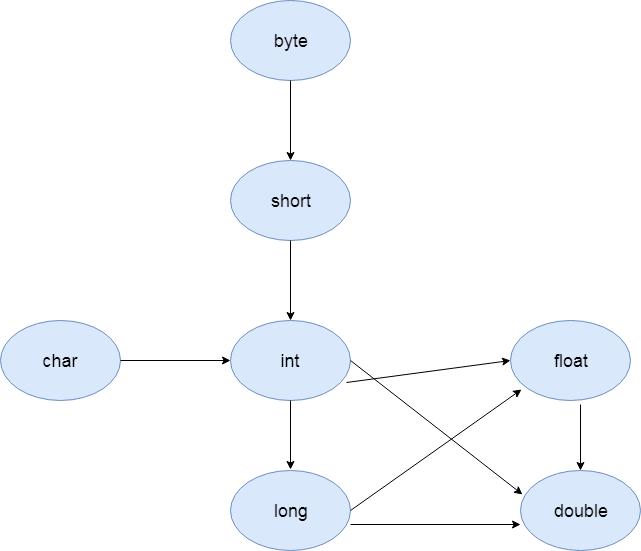 byte
short
char
int
float
long
double